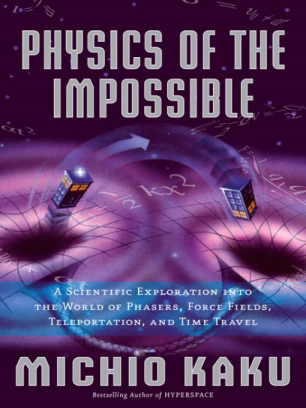 PHYSICS OF THE
IMPOSSIBLE
A SCIENTIFIC EXPLORATION INTO
THE WORLD OF PHASERS, FORCE FIELDS,
TELEPORTATION, AND TIME TRAVEL
MICHIO KAKU
Bestselling Author of HYPERSPACE